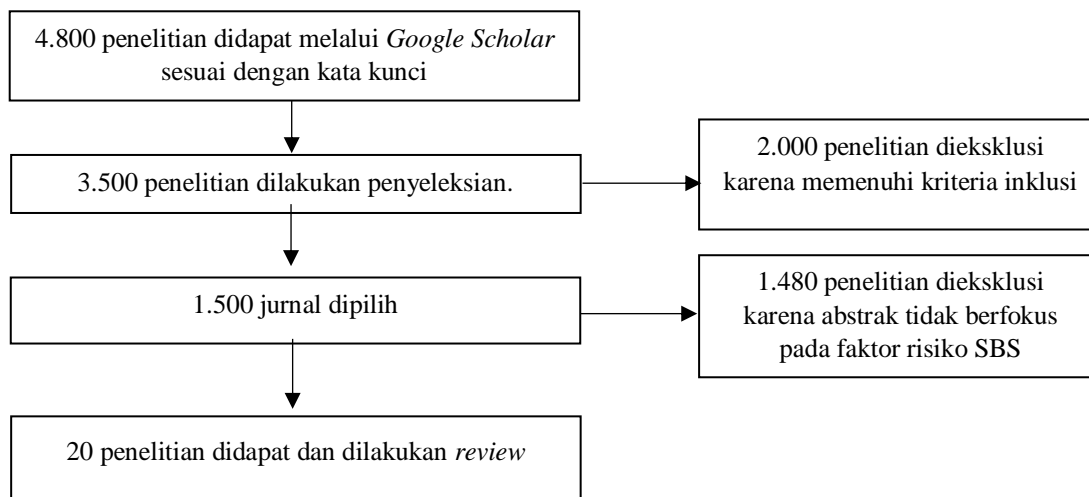 4.800 penelitian didapat melalui Google Scholar
sesuai dengan kata kunci
3.500 penelitian dilakukan penyeleksian.
2.000 penelitian dieksklusi
karena memenuhi kriteria inklusi
1.500 jurnal dipilih
1.480 penelitian dieksklusi
karena abstrak tidak berfokus
pada faktor risiko SBS
20 penelitian didapat dan dilakukan review